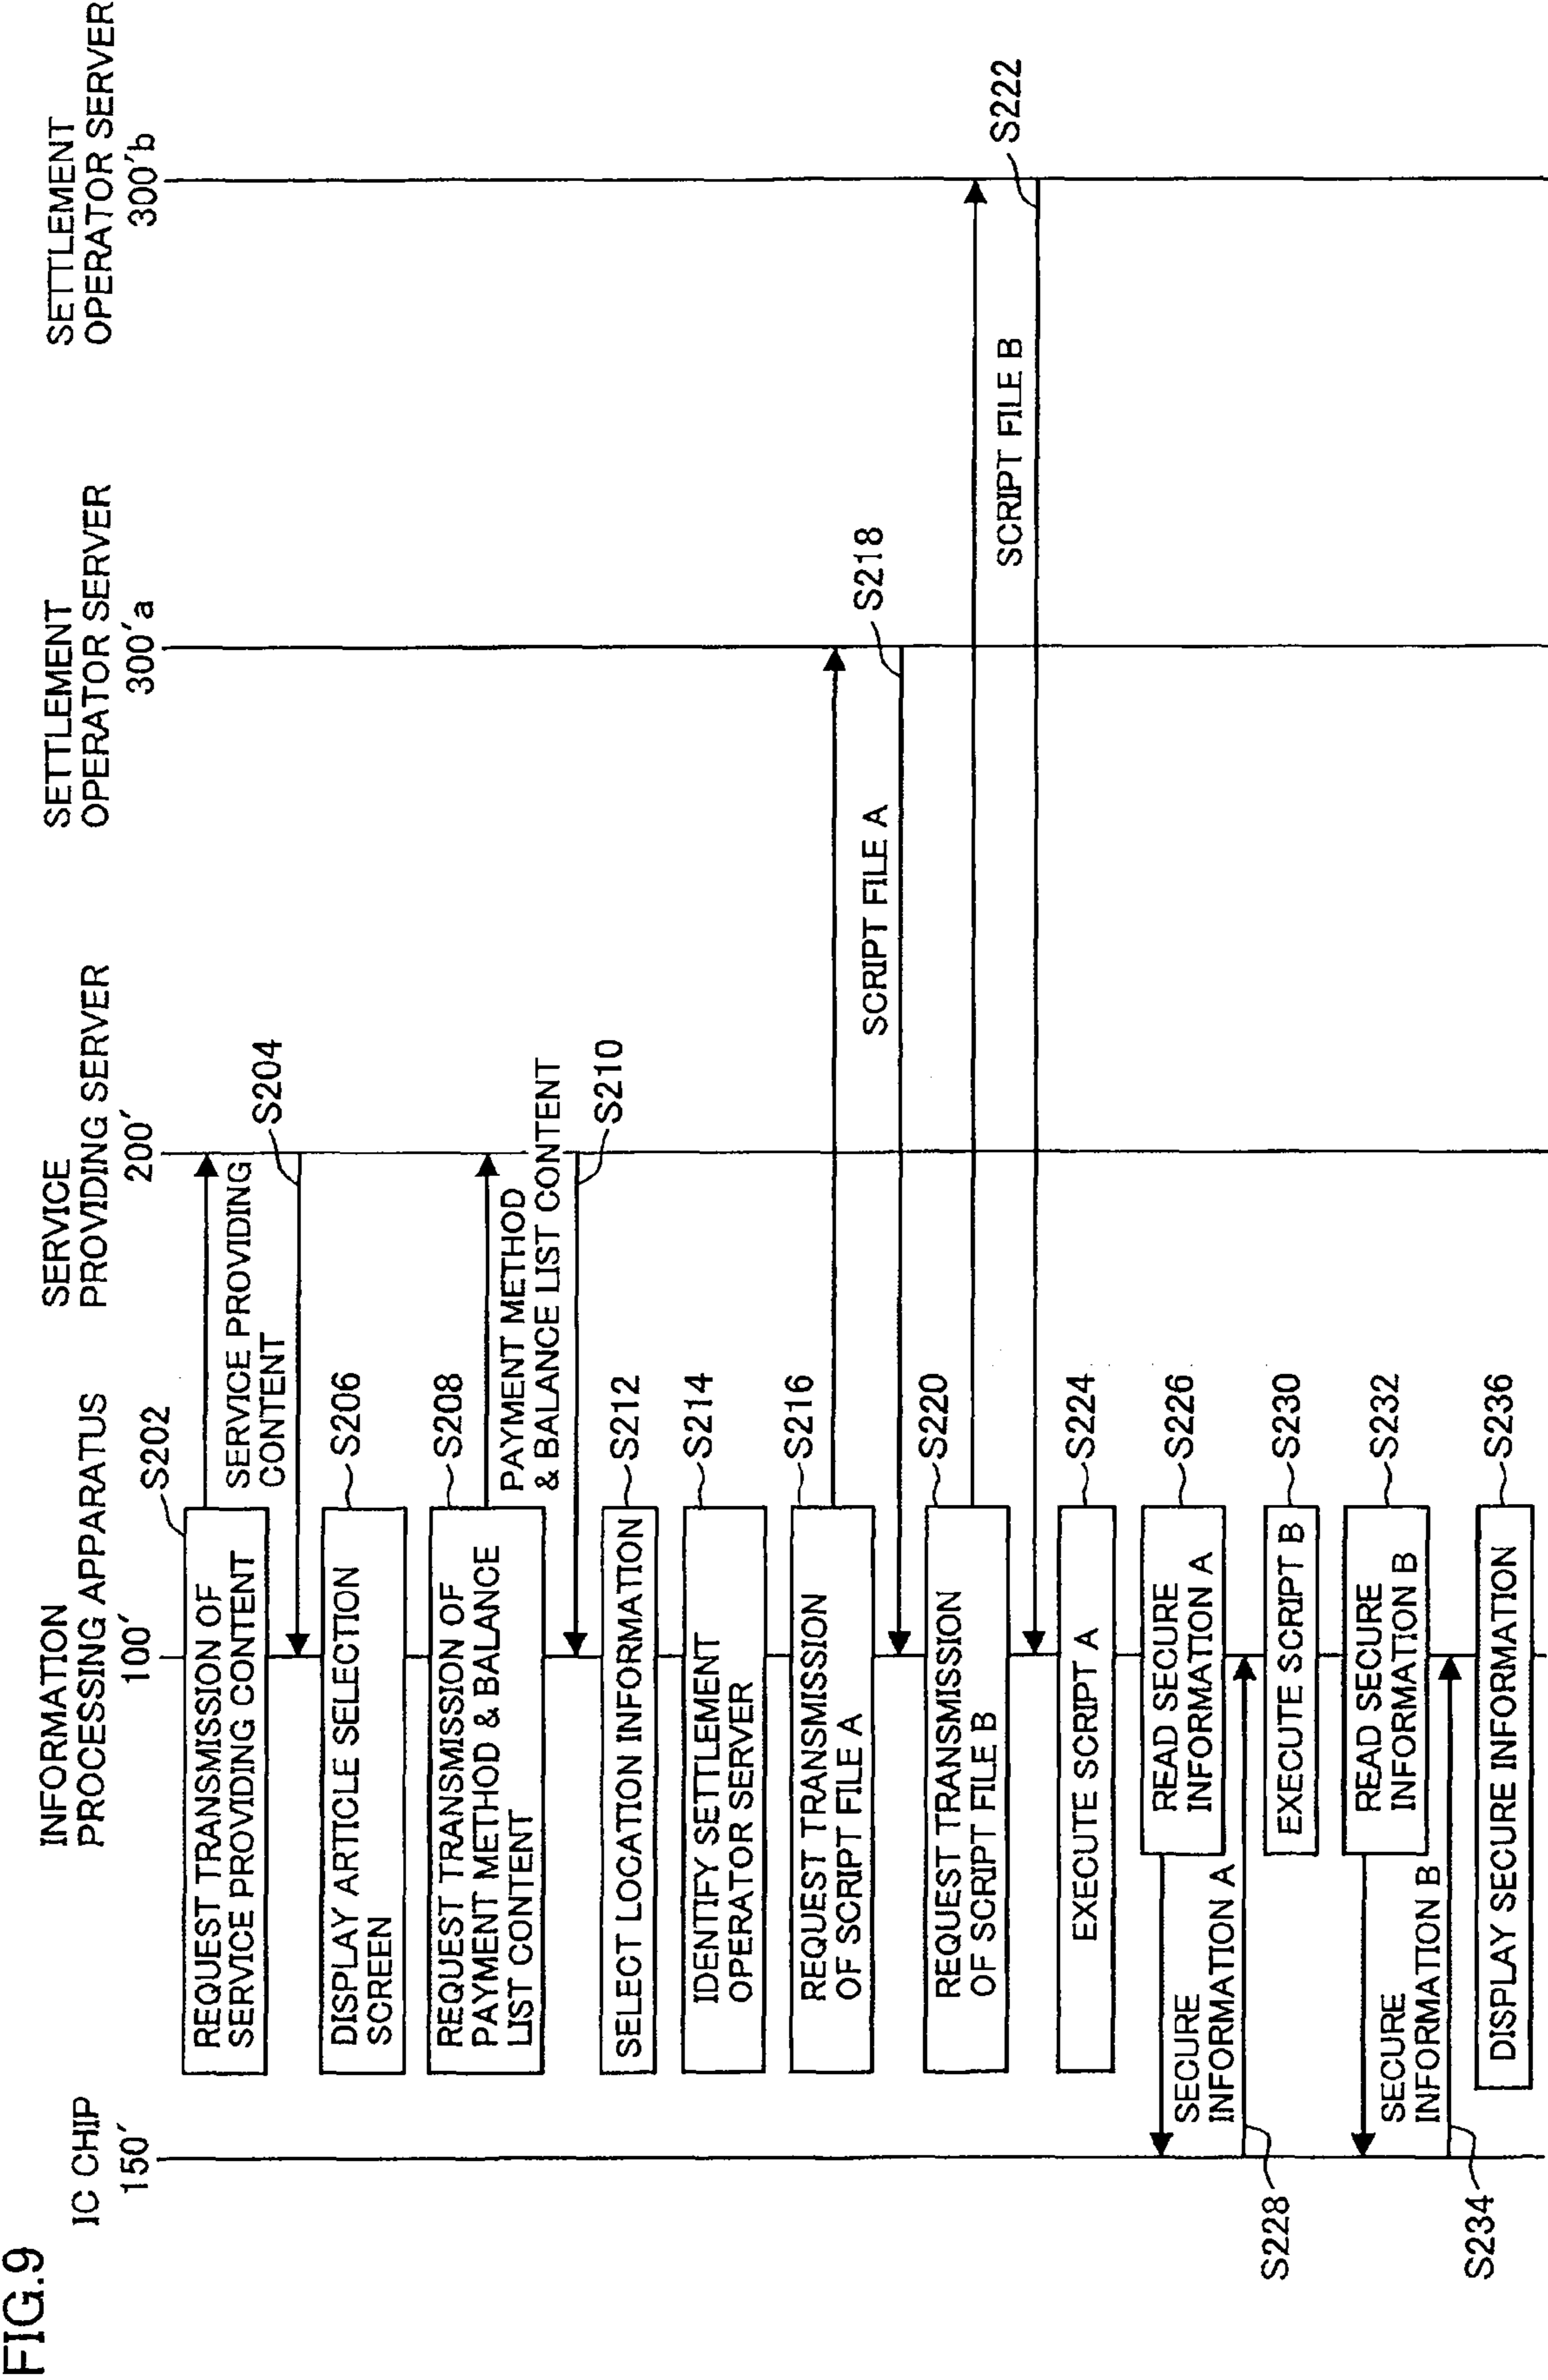 FIG.9
IC CHIP
150′
INFORMATION
PROCESSING APPARATUS
100′
SERVICE
PROVIDING SERVER
200′
SETTLEMENT
OPERATOR SERVER
300′a
SETTLEMENT
OPERATOR SERVER
300′b
S202
REQUEST TRANSMISSION OF
SERVICE PROVIDING CONTENT
SERVICE PROVIDING
CONTENT
S204
DISPLAY ARTICLE SELECTION
SCREEN
S206
REQUEST TRANSMISSION OF
PAYMENT METHOD & BALANCE
LIST CONTENT
S208
PAYMENT METHOD
& BALANCE LIST CONTENT
S210
SELECT LOCATION INFORMATION
S212
IDENTIFY SETTLEMENT
OPERATOR SERVER
S214
REQUEST TRANSMISSION
OF SCRIPT FILE A
S216
SCRIPT FILE A
S218
REQUEST TRANSMISSION
OF SCRIPT FILE B
S220
SCRIPT FILE B
S222
EXECUTE SCRIPT A
S224
READ SECURE
INFORMATION A
S226
SECURE
INFORMATION A
S228
EXECUTE SCRIPT B
S230
READ SECURE
INFORMATION B
S232
SECURE
INFORMATION B
S234
DISPLAY SECURE INFORMATION
S236